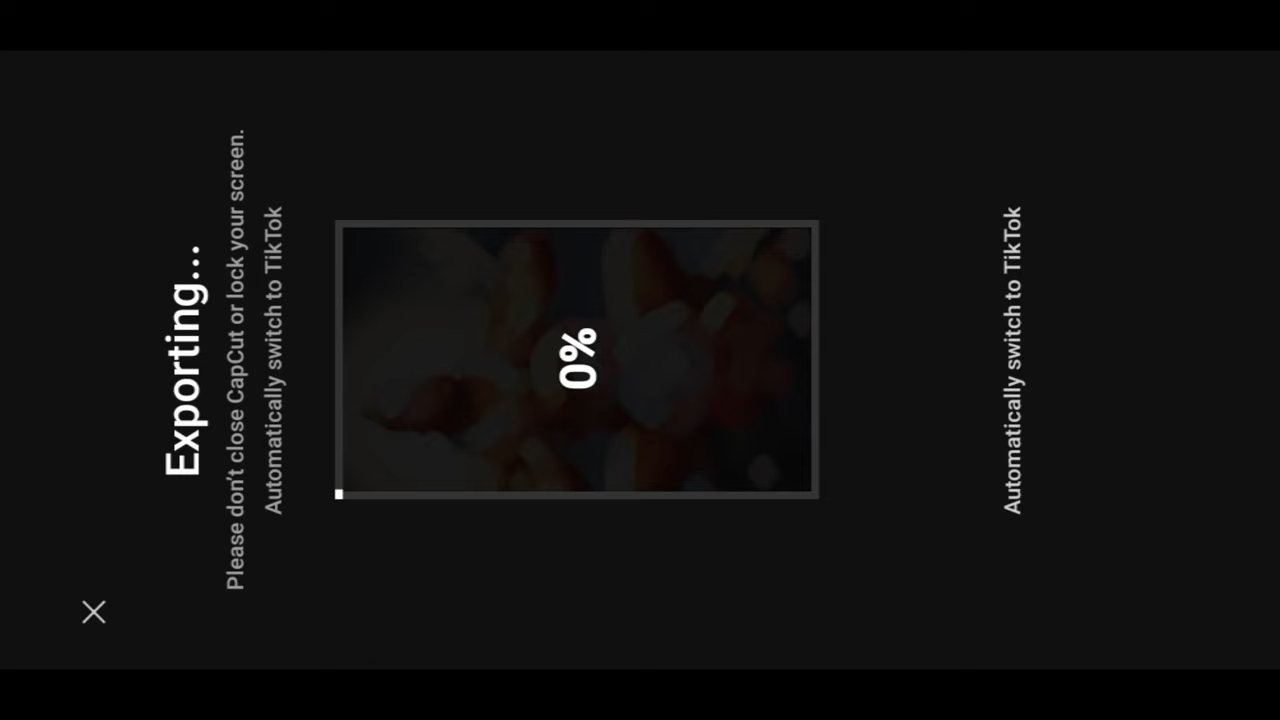 Exporting...
Please don't close CapCut or lock your screen.
Automatically switch to TikTok
0%
Automatically switch to TikTok